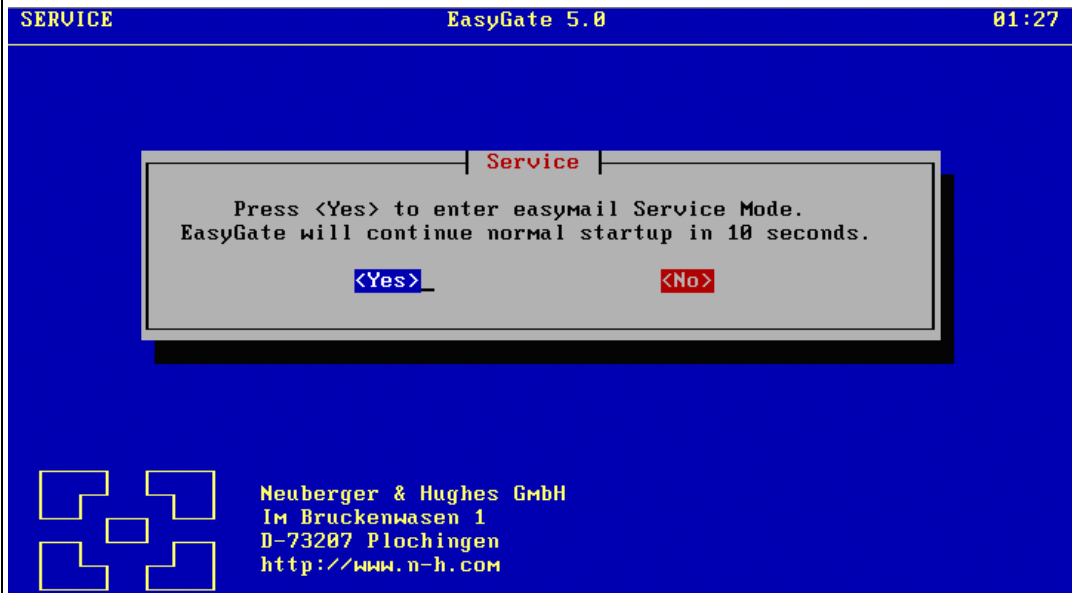 SERVICE EasyGate 5.0 01:27
Service
Press <Yes> to enter easymail Service Mode.
EasyGate will continue normal startup in 10 seconds.
<Yes> <No>
Neuberger & Hughes GmbH
Im Bruckenwasen 1
D-73207 Plochingen
http://www.n-h.com